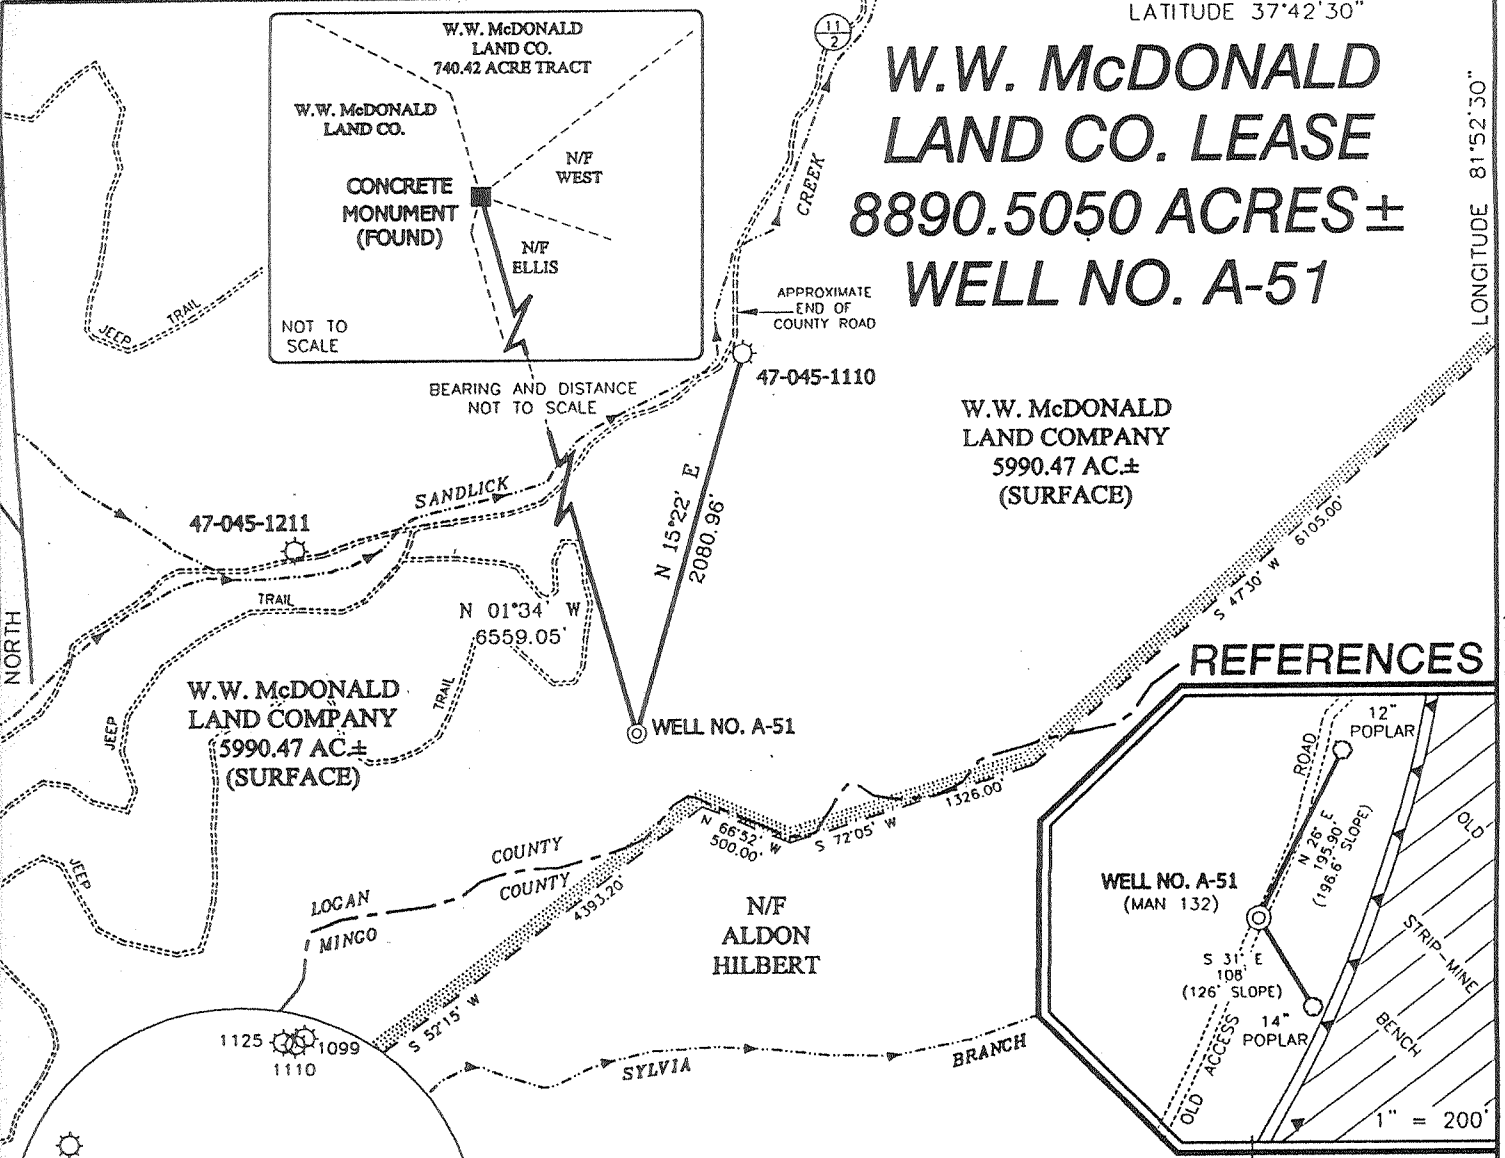 LATITUDE 37°42'30"
LONGITUDE 81°52'30"
W.W. McDONALD
LAND CO. LEASE
8890.5050 ACRES±
WELL NO. A-51
W.W. McDONALD
LAND CO.
740.42 ACRE TRACT
W.W. McDONALD
LAND CO.
N/F
WEST
CONCRETE
MONUMENT
(FOUND)
N/F
ELLIS
NOT TO
SCALE
11
2
CREEK
JEEP
TRAIL
APPROXIMATE
END OF
COUNTY ROAD
47-045-1110
BEARING AND DISTANCE
NOT TO SCALE
W.W. McDONALD
LAND COMPANY
5990.47 AC.±
(SURFACE)
SANDLICK
47-045-1211
N 15°22' E
2080.96'
6105.00'
S 47°30' W
TRAIL
N 01°34' W
6559.05'
NORTH
W.W. McDONALD
LAND COMPANY
5990.47 AC.±
(SURFACE)
JEEP
TRAIL
WELL NO. A-51
REFERENCES
12"
POPLAR
ROAD
N 26° E
195.90'
(196.6' SLOPE)
OLD
WELL NO. A-51
(MAN 132)
STRIP-MINE
S 31° E
108'
(126' SLOPE)
14"
POPLAR
BENCH
OLD
ACCESS
1" = 200'
1326.00'
S 72°05' W
N 66°52' W
500.00'
COUNTY
COUNTY
LOGAN
MINGO
JEEP
4393.20'
S 52°15' W
N/F
ALDON
HILBERT
1125
1099
1110
SYLVIA
BRANCH